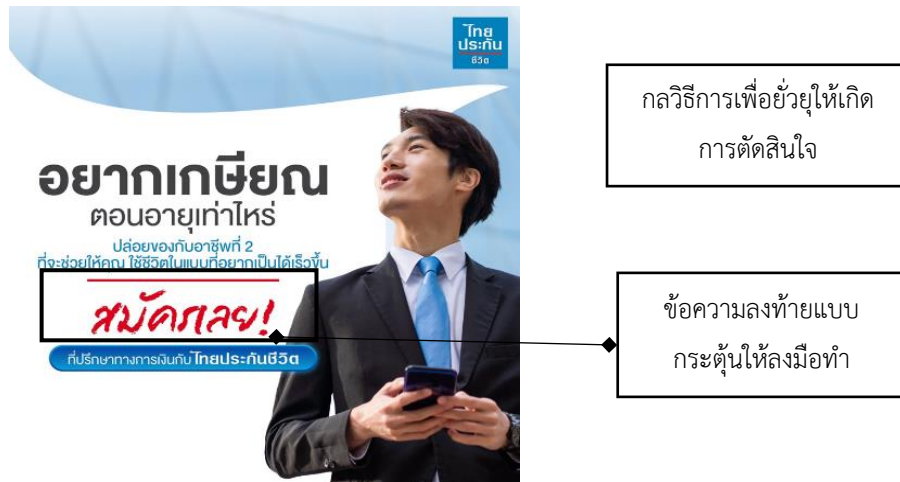 ไทย
ประกัน
ชีวิต
อยากเกษียณ
ตอนอายุเท่าไหร่
ปล่อยของกับอาชีพที่ 2
ที่จะช่วยให้คุณ ใช้ชีวิตในแบบที่อยากเป็นได้เร็วขึ้น
สมัครเลย!
ที่ปรึกษาทางการเงินกับไทยประกันชีวิต
กลวิธีการเพื่อยั่วยุให้เกิด
การตัดสินใจ
ข้อความลงท้ายแบบ
กระตุ้นให้ลงมือทำ